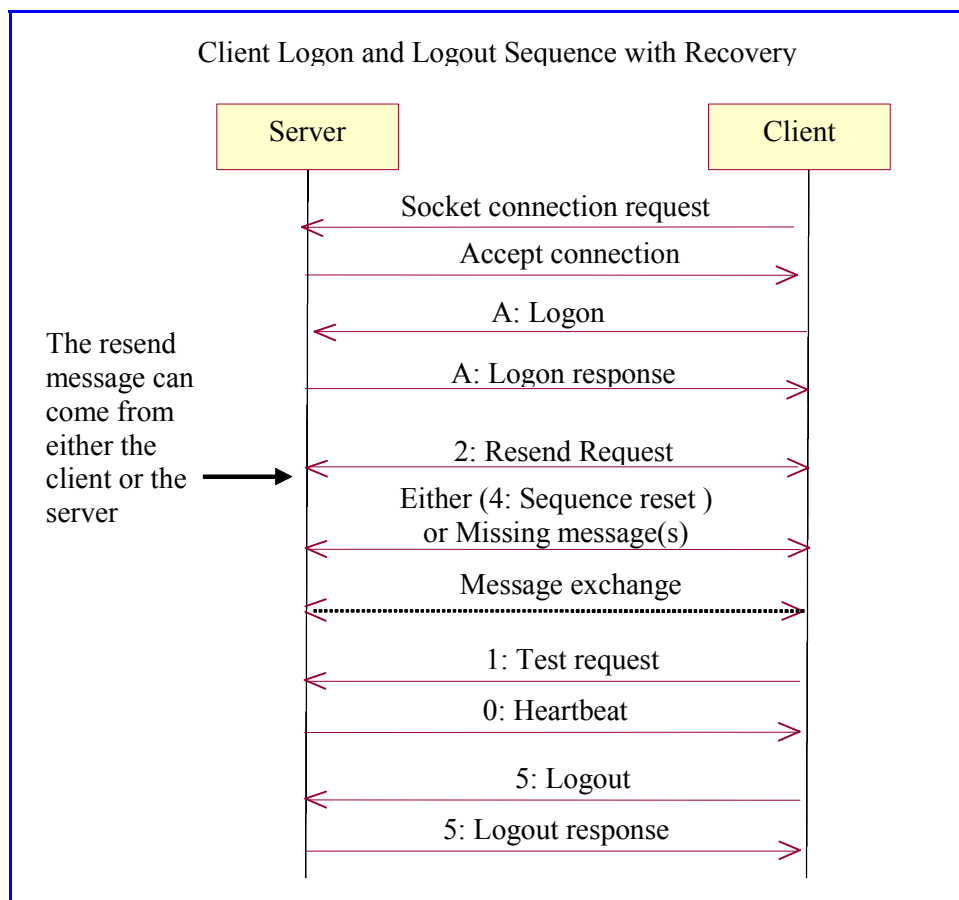 Client Logon and Logout Sequence with Recovery
Server
Client
Socket connection request
Accept connection
A: Logon
A: Logon response
The resend
message can
come from
either the
client or the
server
2: Resend Request
Either (4: Sequence reset )
or Missing message(s)
Message exchange
1: Test request
0: Heartbeat
5: Logout
5: Logout response